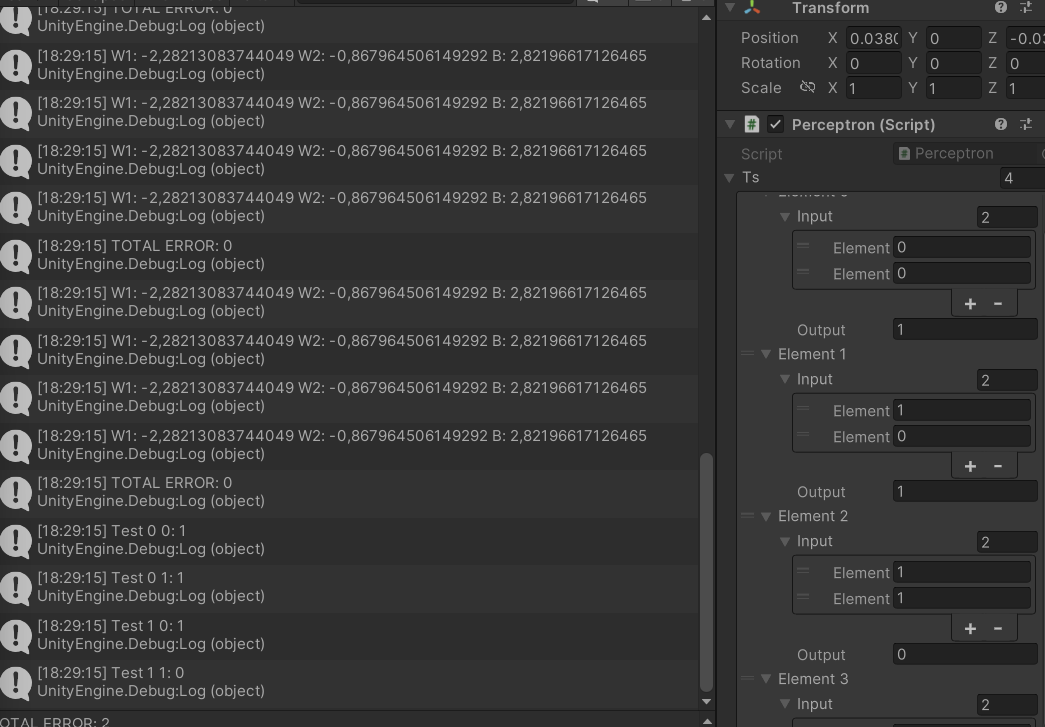 [18:29:15] TOTAL ERROR: 0
UnityEngine.Debug:Log (object)
[18:29:15] W1: -2,28213083744049 W2: -0,867964506149292 B: 2,82196617126465
UnityEngine.Debug:Log (object)
[18:29:15] W1: -2,28213083744049 W2: -0,867964506149292 B: 2,82196617126465
UnityEngine.Debug:Log (object)
[18:29:15] W1: -2,28213083744049 W2: -0,867964506149292 B: 2,82196617126465
UnityEngine.Debug:Log (object)
[18:29:15] W1: -2,28213083744049 W2: -0,867964506149292 B: 2,82196617126465
UnityEngine.Debug:Log (object)
[18:29:15] TOTAL ERROR: 0
UnityEngine.Debug:Log (object)
[18:29:15] W1: -2,28213083744049 W2: -0,867964506149292 B: 2,82196617126465
UnityEngine.Debug:Log (object)
[18:29:15] W1: -2,28213083744049 W2: -0,867964506149292 B: 2,82196617126465
UnityEngine.Debug:Log (object)
[18:29:15] W1: -2,28213083744049 W2: -0,867964506149292 B: 2,82196617126465
UnityEngine.Debug:Log (object)
[18:29:15] W1: -2,28213083744049 W2: -0,867964506149292 B: 2,82196617126465
UnityEngine.Debug:Log (object)
[18:29:15] TOTAL ERROR: 0
UnityEngine.Debug:Log (object)
[18:29:15] Test 0 0: 1
UnityEngine.Debug:Log (object)
[18:29:15] Test 0 1: 1
UnityEngine.Debug:Log (object)
[18:29:15] Test 1 0: 1
UnityEngine.Debug:Log (object)
[18:29:15] Test 1 1: 0
UnityEngine.Debug:Log (object)
OTAL ERROR: 2
Transform
Position X 0.038 Y 0 Z -0.03
Rotation X 0 Y 0 Z 0
Scale X 1 Y 1 Z 1
# Perceptron (Script)
Script # Perceptron
Ts 4
Input 2
Element 0
Element 0
+ -
Output 1
Element 1
Input 2
Element 1
Element 0
+ -
Output 1
Element 2
Input 2
Element 1
Element 1
+ -
Output 0
Element 3
Input 2